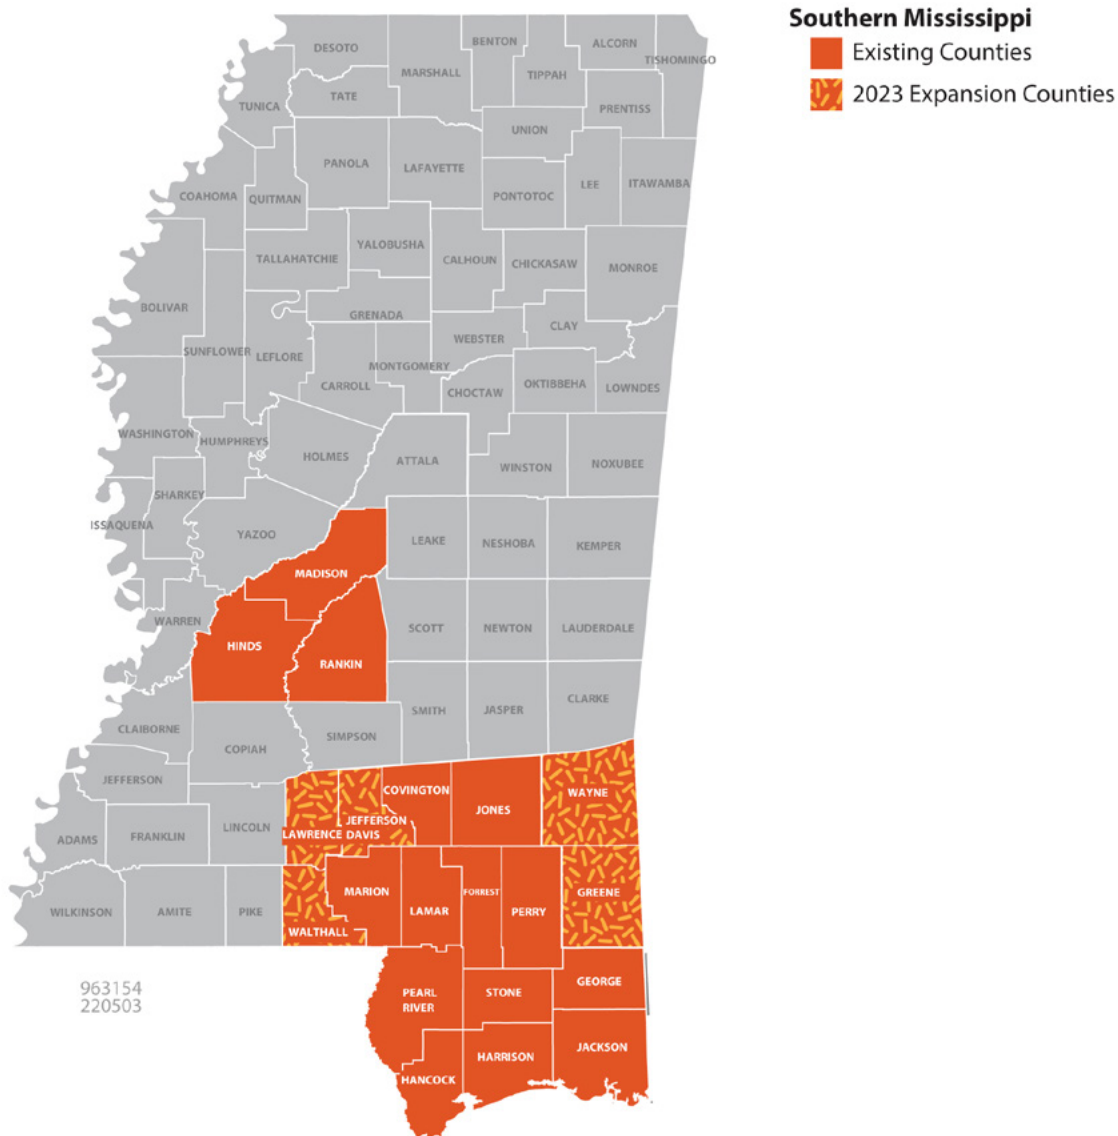 Southern Mississippi
Existing Counties
2023 Expansion Counties
DESOTO
BENTON
ALCORN
TISHOMINGO
MARSHALL
TIPPAH
TATE
TUNICA
PRENTISS
UNION
PANOLA
LAFAYETTE
LEE
ITAWAMBA
COAHOMA
QUITMAN
PONTOTOC
YALOBUSHA
TALLAHATCHIE
CALHOUN
CHICKASAW
MONROE
BOLIVAR
GRENADA
CLAY
WEBSTER
SUNFLOWER
LEFLORE
MONTGOMERY
CARROLL
CHOCTAW
OKTIBBEHA
LOWNDES
WASHINGTON
HUMPHREYS
HOLMES
ATTALA
WINSTON
NOXUBEE
SHARKEY
ISSAQUENA
YAZOO
LEAKE
NESHOBA
KEMPER
MADISON
WARREN
HINDS
RANKIN
SCOTT
NEWTON
LAUDERDALE
CLAIBORNE
COPIAH
SIMPSON
SMITH
JASPER
CLARKE
JEFFERSON
COVINGTON
JONES
WAYNE
ADAMS
FRANKLIN
LINCOLN
LAWRENCE
JEFFERSON
DAVIS
MARION
LAMAR
FORREST
PERRY
GREENE
WILKINSON
AMITE
PIKE
WALTHALL
963154
220503
PEARL
RIVER
STONE
GEORGE
HANCOCK
HARRISON
JACKSON